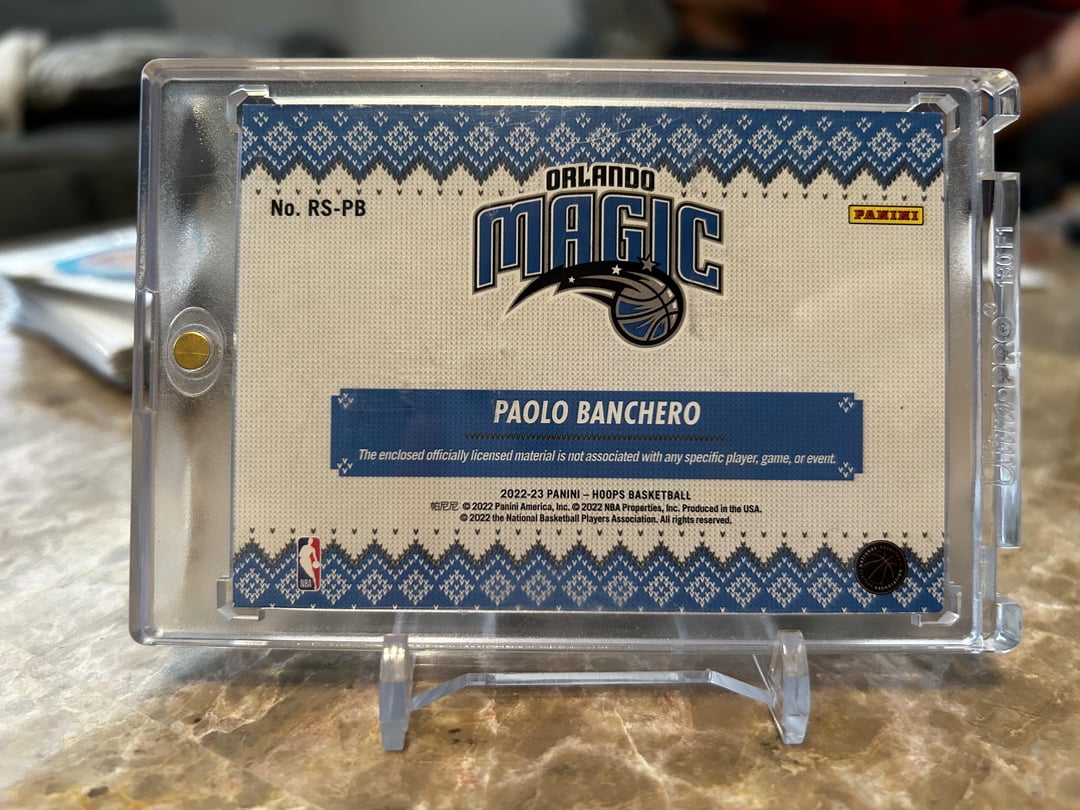 ORLANDO
MAGIC
No. RS-PB
PANINI
PAOLO BANCHERO
The enclosed officially licensed material is not associated with any specific player, game, or event.
2022-23 PANINI – HOOPS BASKETBALL
帕尼尼 © 2022 Panini America, Inc. © 2022 NBA Properties, Inc. Produced in the USA.
© 2022 the National Basketball Players Association. All rights reserved.
NBA